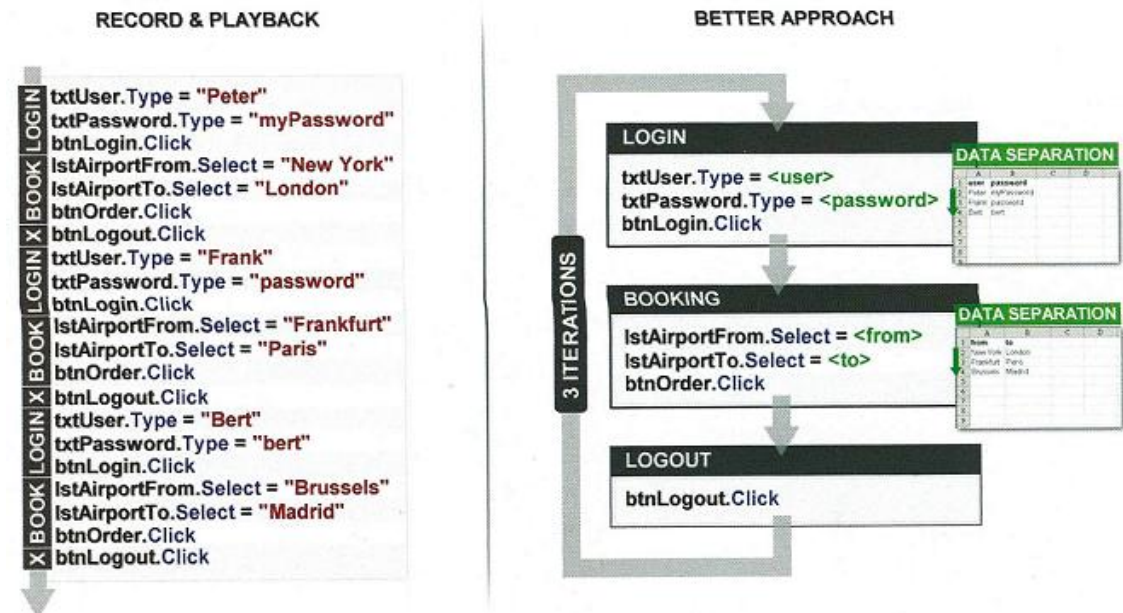 RECORD & PLAYBACK
LOGIN
BOOK
X
LOGIN
BOOK
X
LOGIN
BOOK
X
txtUser.Type = "Peter"
txtPassword.Type = "myPassword"
btnLogin.Click
lstAirportFrom.Select = "New York"
lstAirportTo.Select = "London"
btnOrder.Click
btnLogout.Click
txtUser.Type = "Frank"
txtPassword.Type = "password"
btnLogin.Click
lstAirportFrom.Select = "Frankfurt"
lstAirportTo.Select = "Paris"
btnOrder.Click
btnLogout.Click
txtUser.Type = "Bert"
txtPassword.Type = "bert"
btnLogin.Click
lstAirportFrom.Select = "Brussels"
lstAirportTo.Select = "Madrid"
btnOrder.Click
btnLogout.Click
BETTER APPROACH
3 ITERATIONS
LOGIN
txtUser.Type = <user>
txtPassword.Type = <password>
btnLogin.Click
DATA SEPARATION
A B C D
user password
Peter myPassword
Frank password
Bert bert
BOOKING
lstAirportFrom.Select = <from>
lstAirportTo.Select = <to>
btnOrder.Click
DATA SEPARATION
A B C D
from to
New York London
Frankfurt Paris
Brussels Madrid
LOGOUT
btnLogout.Click